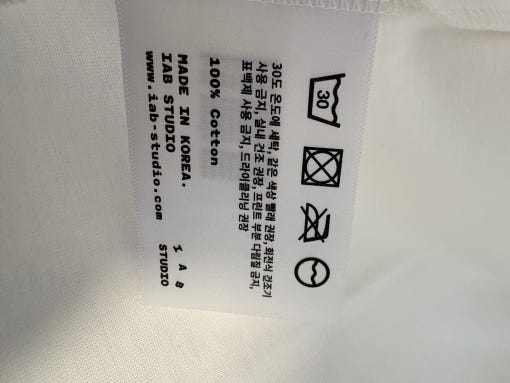 30
30도 온도에 세탁, 같은 색상 빨래 권장, 회전식 건조기
사용 금지, 실내 건조 권장, 프린트 부분 다림질 금지,
표백제 사용 금지, 드라이클리닝 권장
100% Cotton
MADE IN KOREA.
IAB STUDIO
www.iab-studio.com
I A B
STUDIO